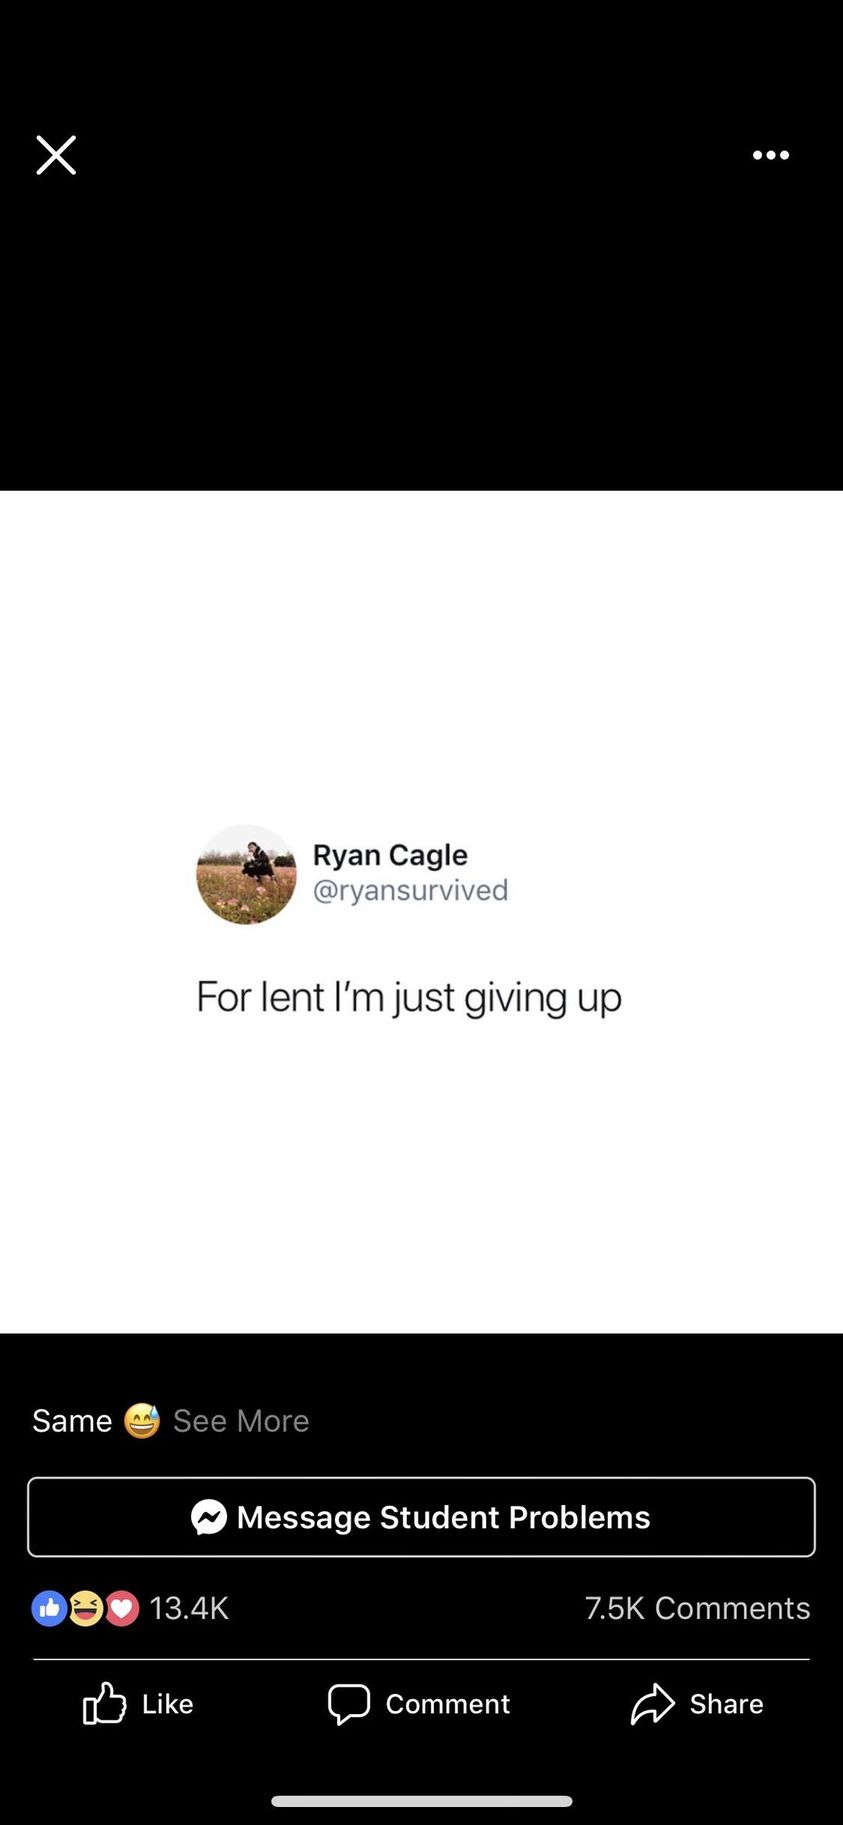 Ryan Cagle
@ryansurvived
For lent I’m just giving up
Same 😅 See More
Message Student Problems
13.4K 7.5K Comments
Like Comment Share